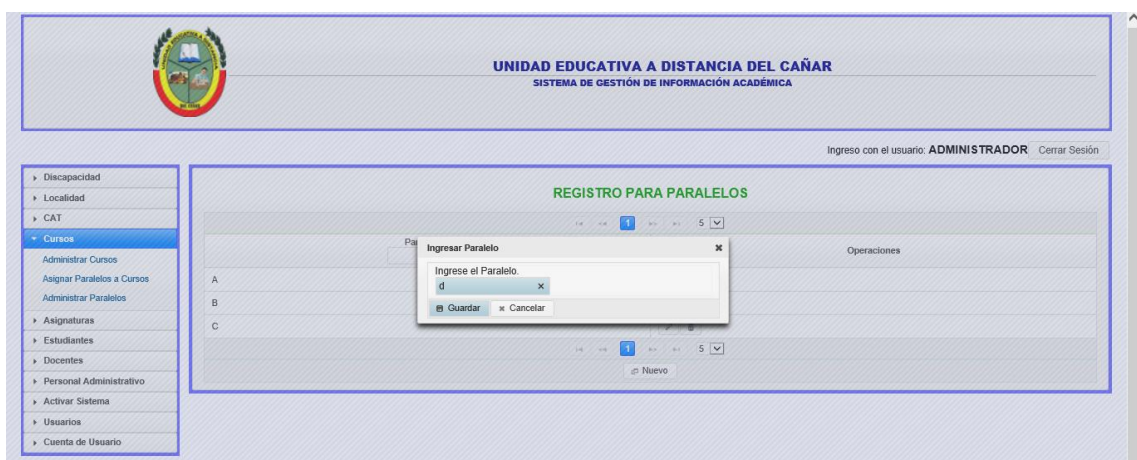 UNIDAD EDUCATIVA A DISTANCIA DEL CAÑAR
SISTEMA DE GESTIÓN DE INFORMACIÓN ACADÉMICA
Ingreso con el usuario: ADMINISTRADOR Cerrar Sesión
Discapacidad
Localidad
CAT
Cursos
Administrar Cursos
Asignar Paralelos a Cursos
Administrar Paralelos
Asignaturas
Estudiantes
Docentes
Personal Administrativo
Activar Sistema
Usuarios
Cuenta de Usuario
REGISTRO PARA PARALELOS
1 5
Operaciones
A
B
C
Ingresar Paralelo
Ingrese el Paralelo.
d
Guardar Cancelar
1 5
Nuevo